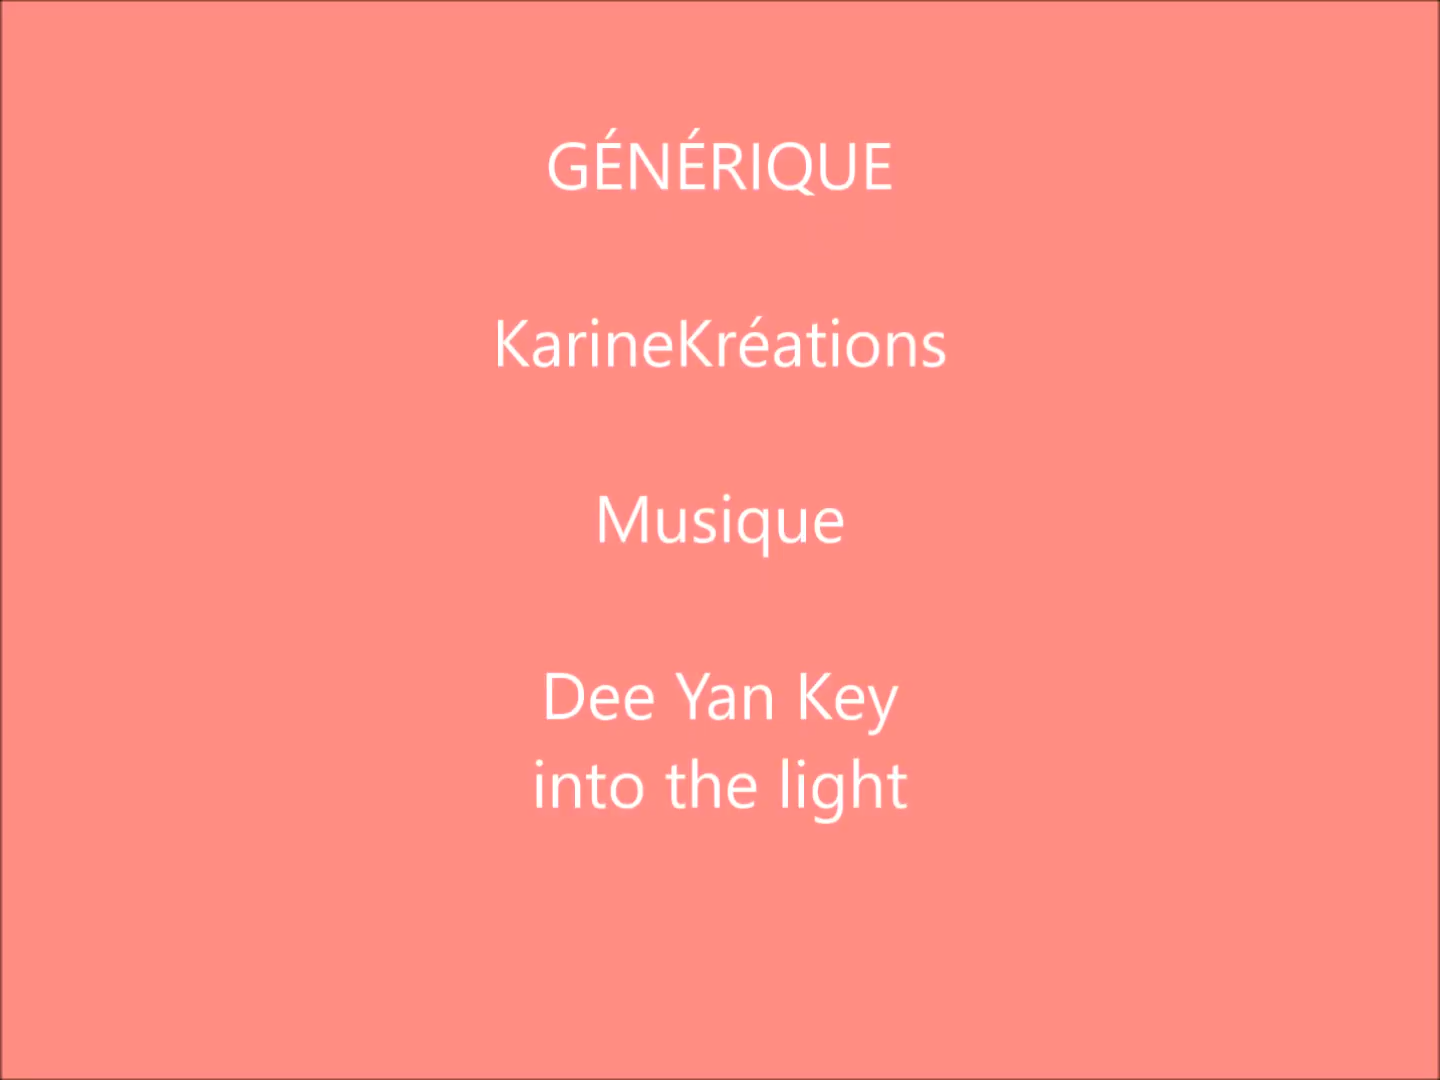 GÉNÉRIQUE
KarineKréations
Musique
Dee Yan Key
into the light